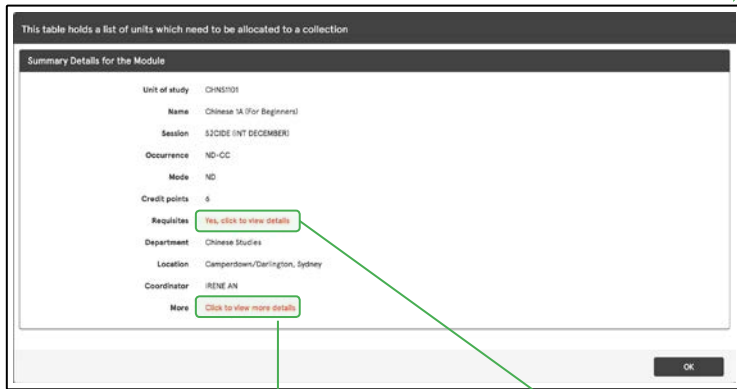 This table holds a list of units which need to be allocated to a collection
Summary Details for the Module
Unit of study CHNS1101
Name Chinese 1A (For Beginners)
Session S2CIDE (INT DECEMBER)
Occurrence ND-CC
Mode ND
Credit points 6
Requisites Yes, click to view details
Department Chinese Studies
Location Camperdown/Darlington, Sydney
Coordinator IRENE AN
More Click to view more details
OK